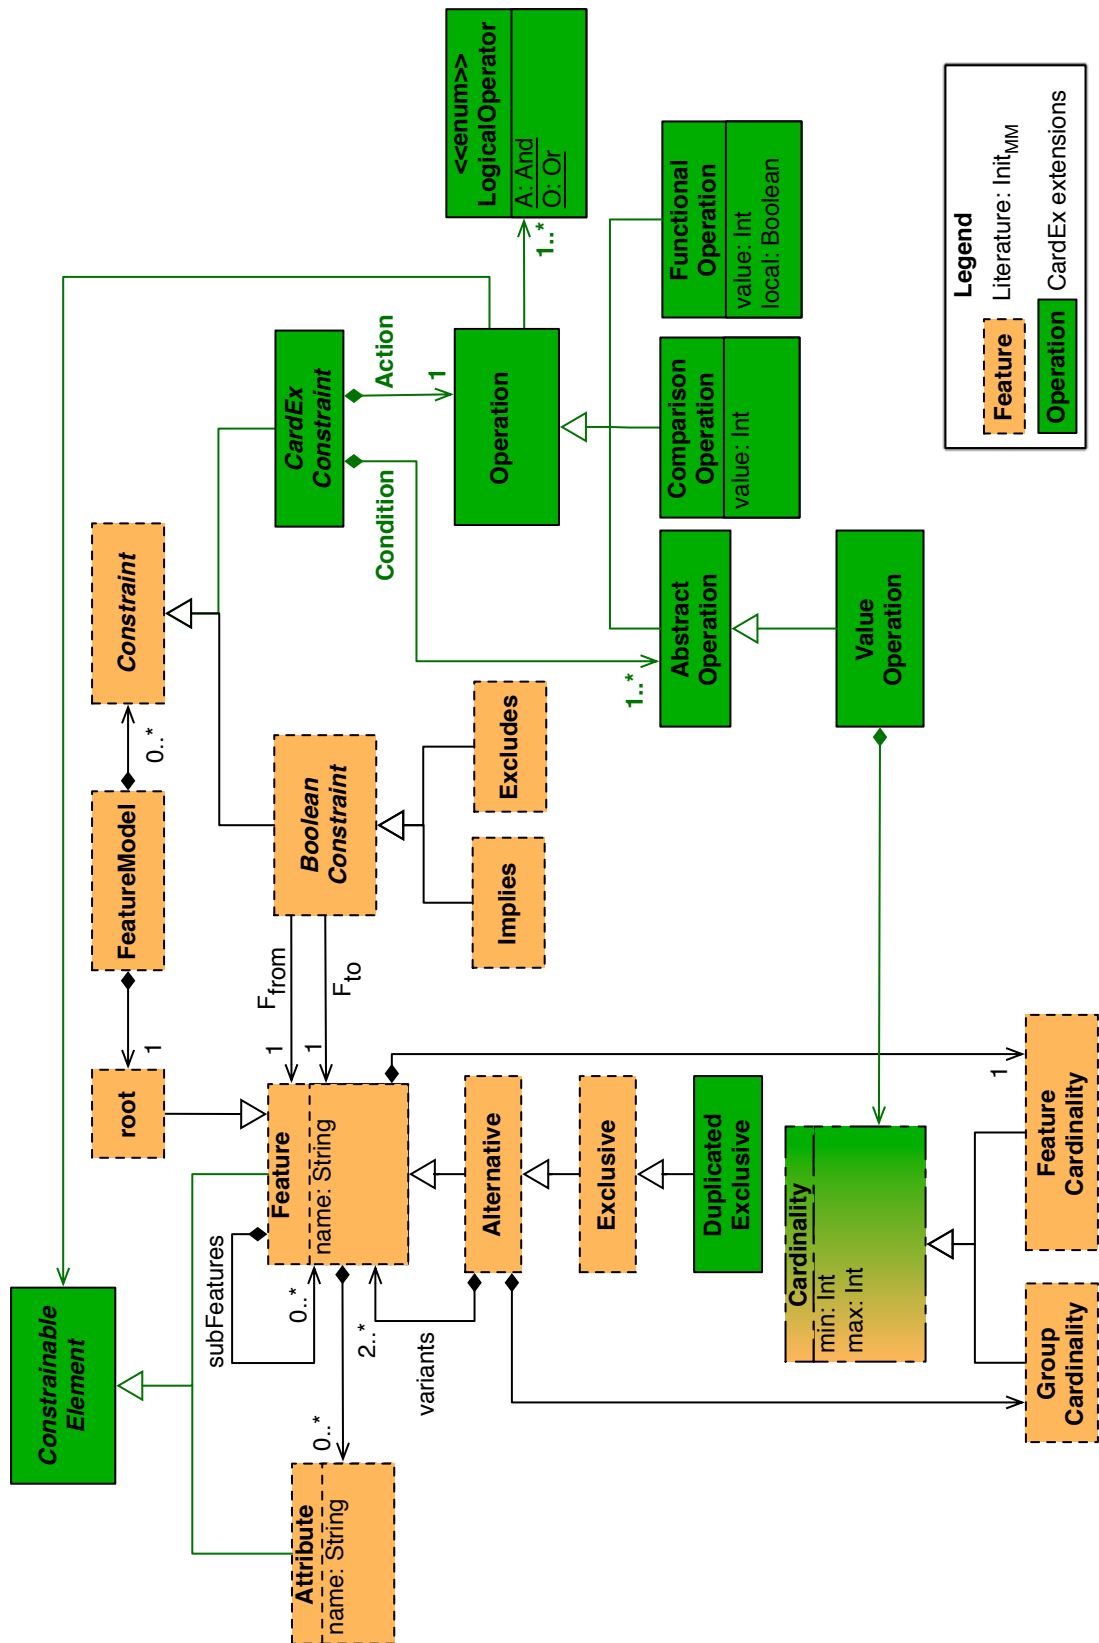 Constrainable
Element
Attribute
name: String
0..*
subFeatures
0..*
Feature
name: String
root
1
FeatureModel
0..*
Constraint
1
F from
1
F to
Boolean
Constraint
Implies
Excludes
2..*
variants
Alternative
Exclusive
Duplicated
Exclusive
Cardinality
min: Int
max: Int
Group
Cardinality
1
Feature
Cardinality
CardEx
Constraint
Condition
Action
1
1..*
Operation
1..*
<<enum>>
LogicalOperator
A: And
O: Or
Abstract
Operation
Comparison
Operation
value: Int
Functional
Operation
value: Int
local: Boolean
Value
Operation
Legend
Feature
Literature: InitMM
Operation
CardEx extensions